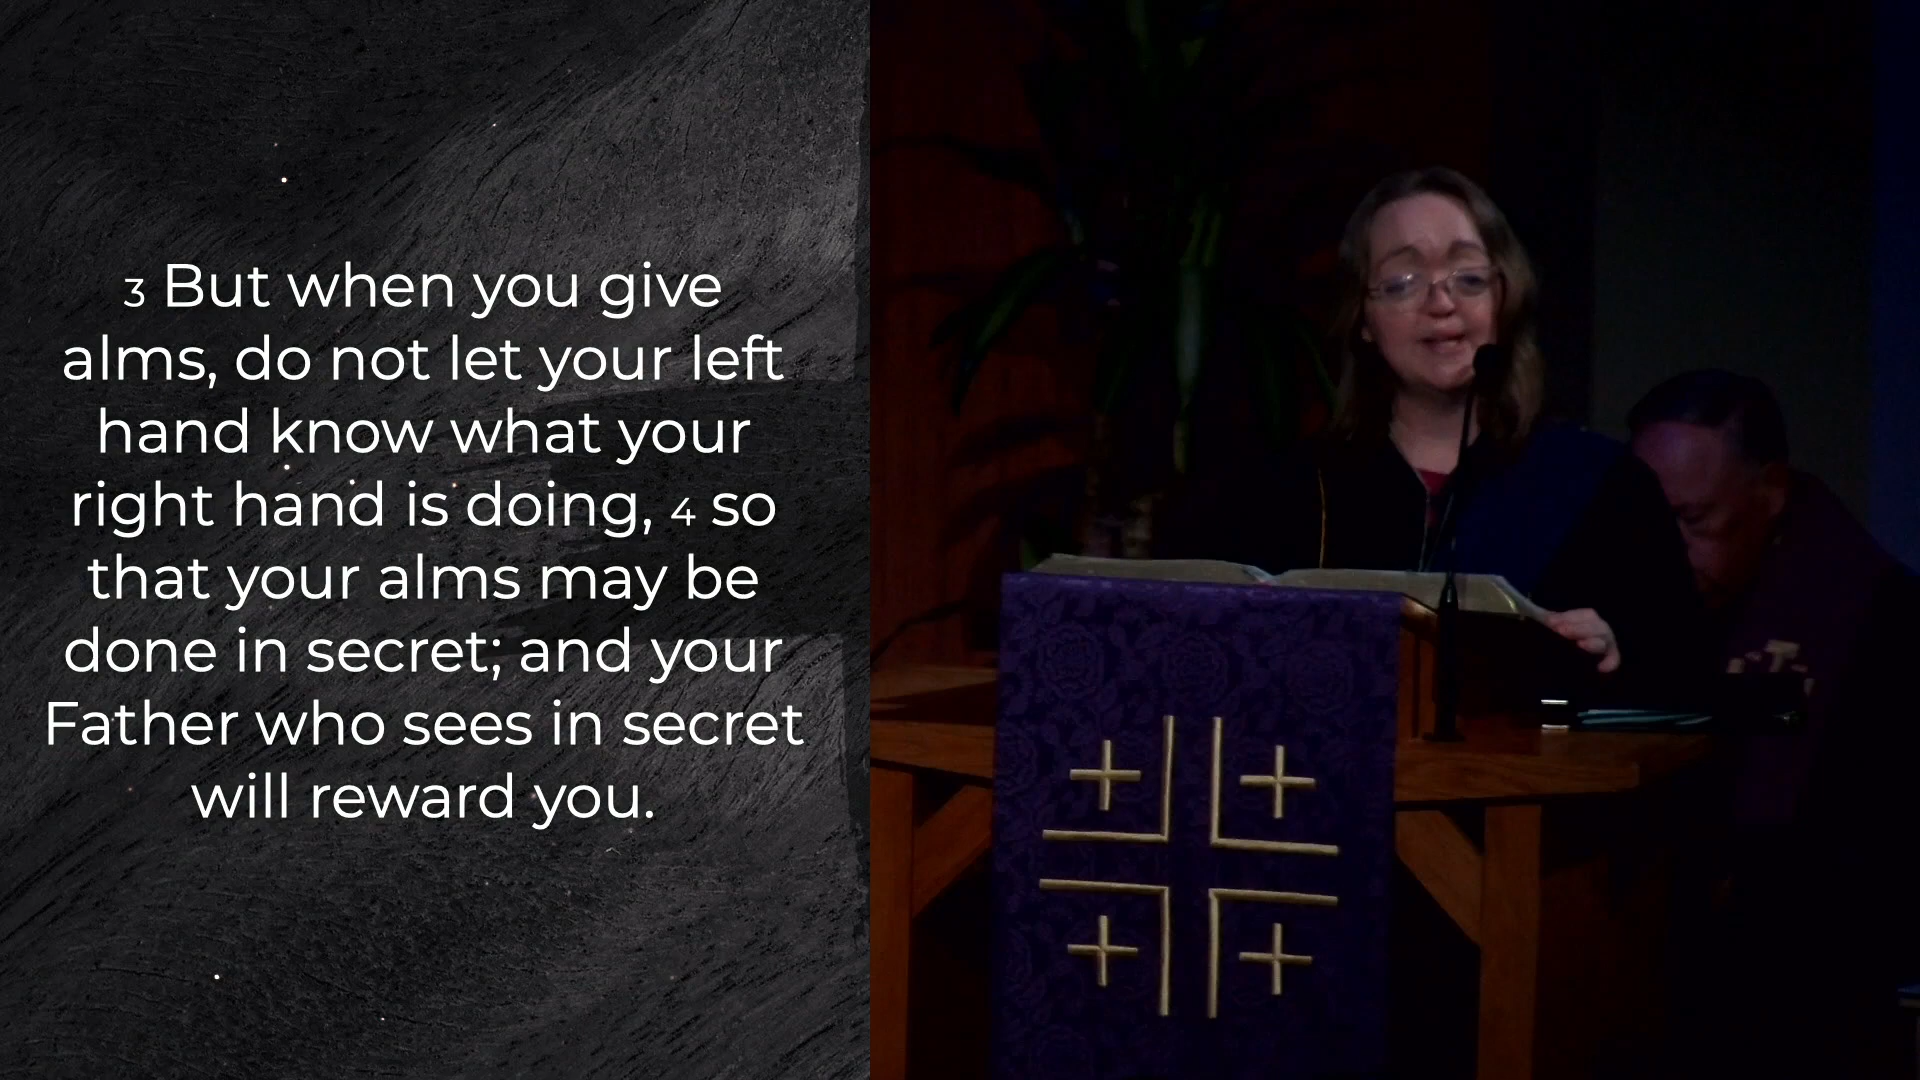 3 But when you give
alms, do not let your left
hand know what your
right hand is doing, 4 so
that your alms may be
done in secret; and your
Father who sees in secret
will reward you.